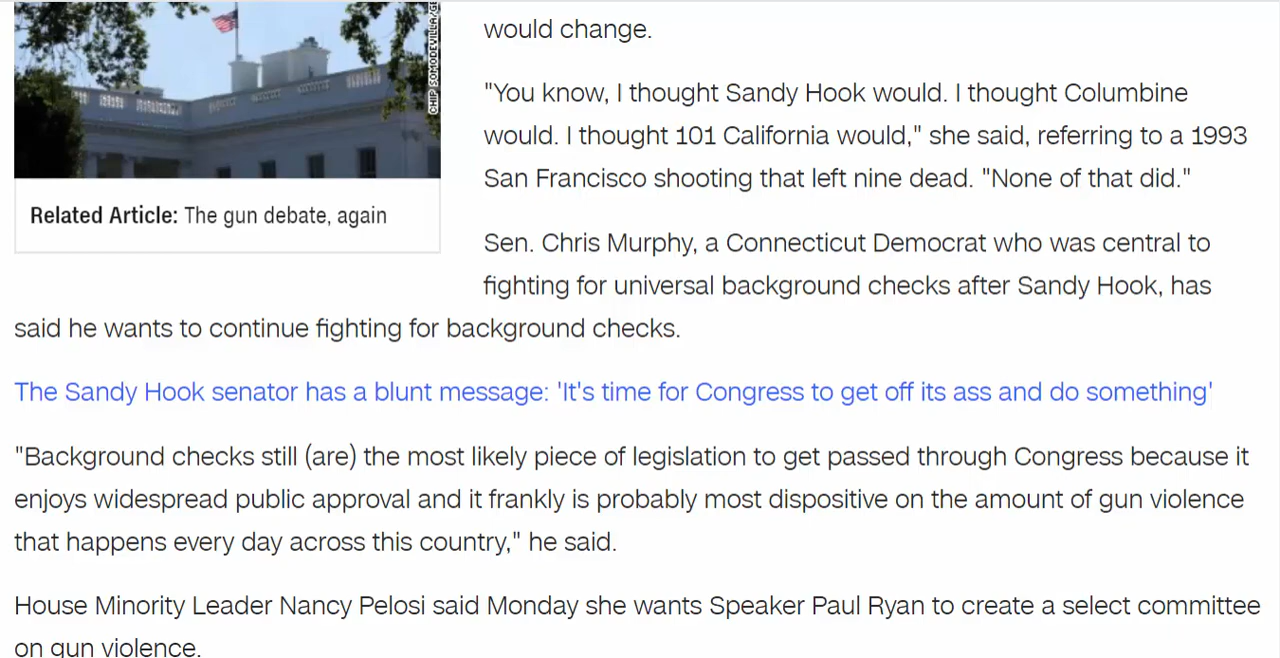 would change.
CHIP SOMODEVILLA/GE
"You know, I thought Sandy Hook would. I thought Columbine
would. I thought 101 California would," she said, referring to a 1993
San Francisco shooting that left nine dead. "None of that did."
Related Article: The gun debate, again
Sen. Chris Murphy, a Connecticut Democrat who was central to
fighting for universal background checks after Sandy Hook, has
said he wants to continue fighting for background checks.
The Sandy Hook senator has a blunt message: 'It's time for Congress to get off its ass and do something'
"Background checks still (are) the most likely piece of legislation to get passed through Congress because it
enjoys widespread public approval and it frankly is probably most dispositive on the amount of gun violence
that happens every day across this country," he said.
House Minority Leader Nancy Pelosi said Monday she wants Speaker Paul Ryan to create a select committee
on gun violence.